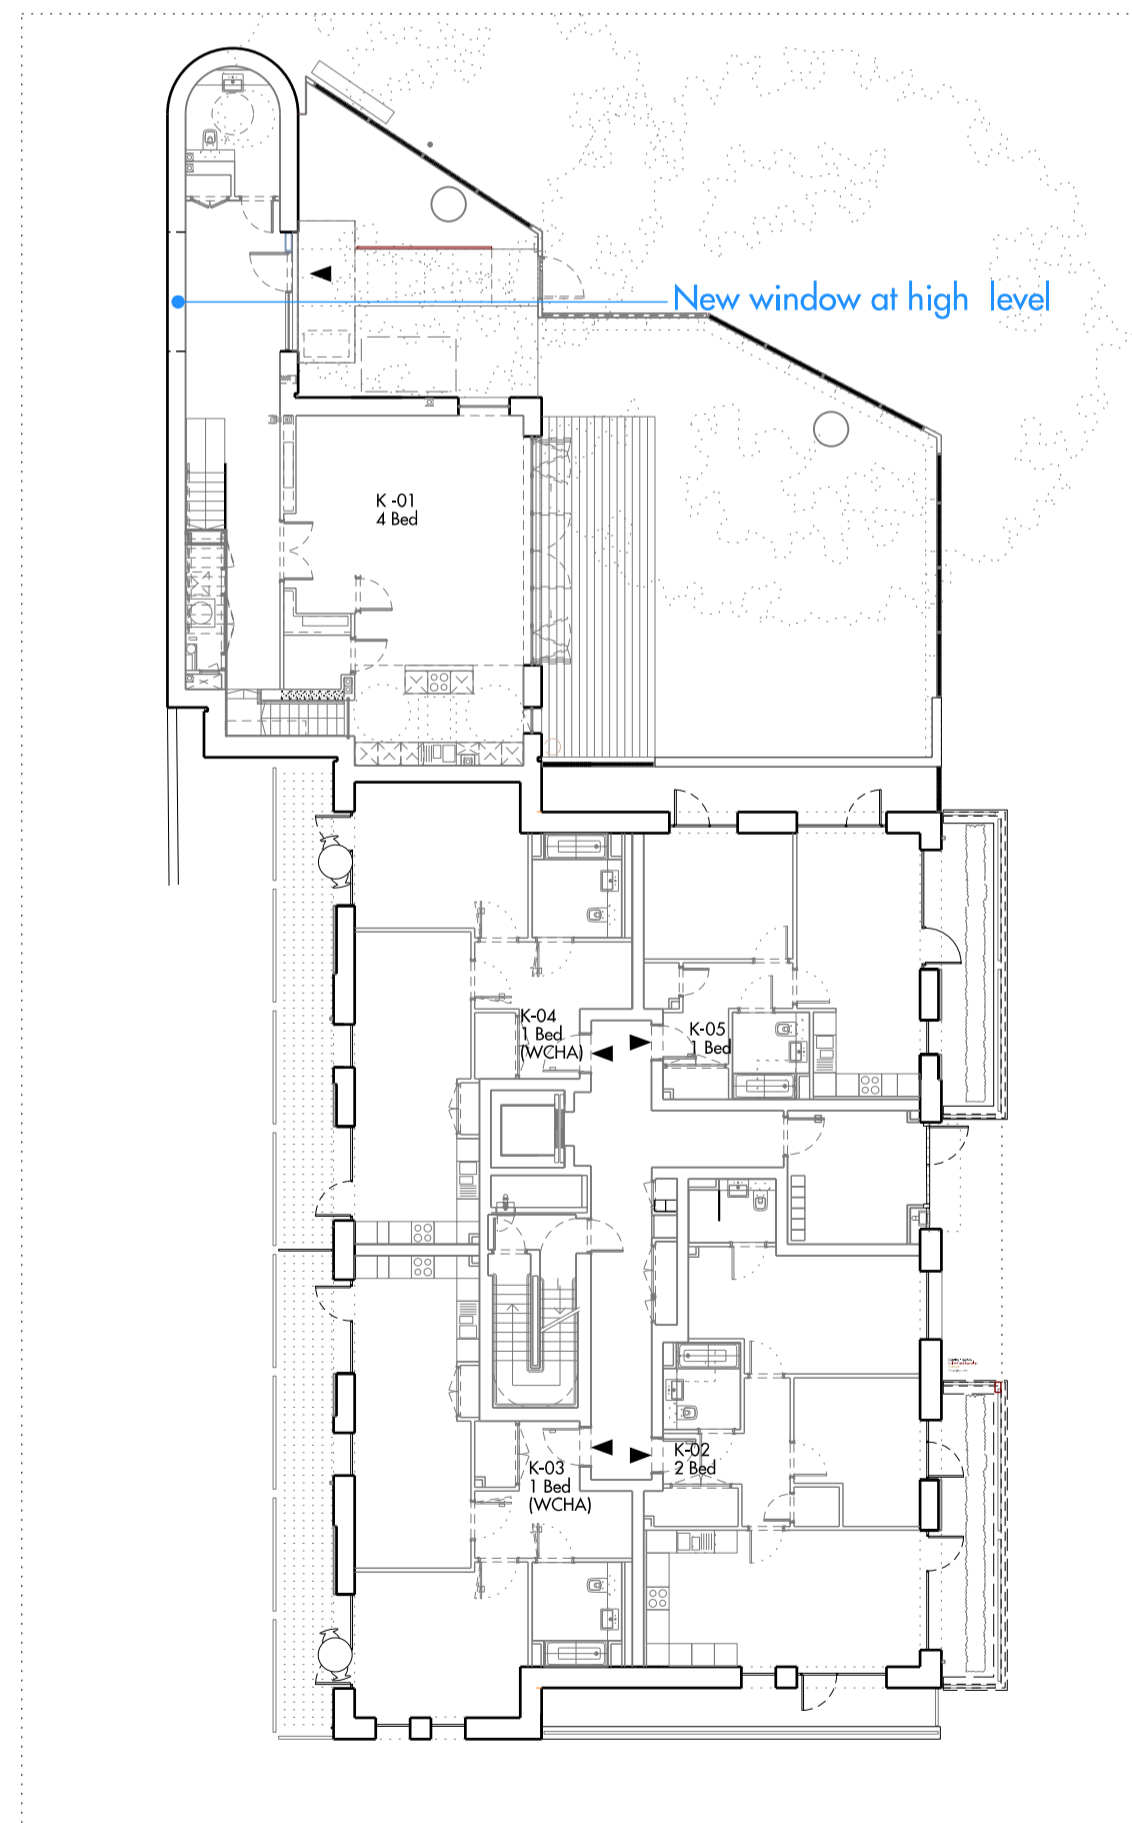 New window at high level
K -01
4 Bed
K-04
1 Bed
(WCHA)
K-05
1 Bed
K-03
1 Bed
(WCHA)
K-02
2 Bed